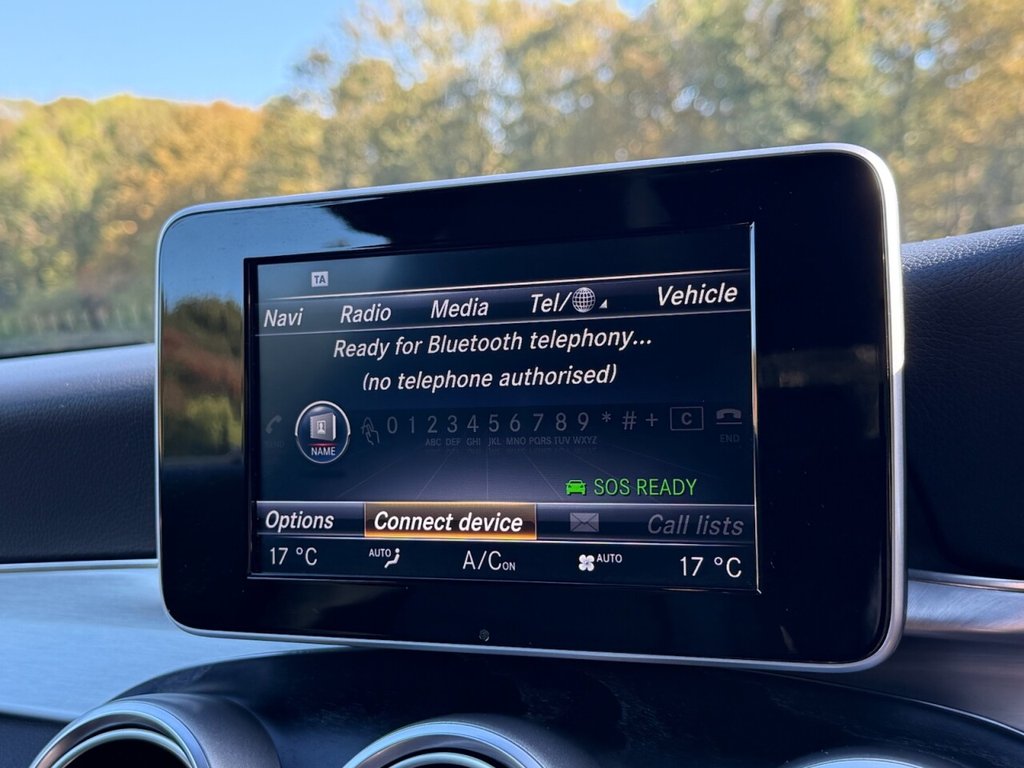 TA
Navi Radio Media Tel/ Vehicle
Ready for Bluetooth telephony...
(no telephone authorised)
NAME 0 1 2 3 4 5 6 7 8 9 * # + C
ABC DEF GHI JKL MNO PQRS TUV WXYZ END
SOS READY
Options Connect device Call lists
17 °C AUTO A/C ON AUTO 17 °C